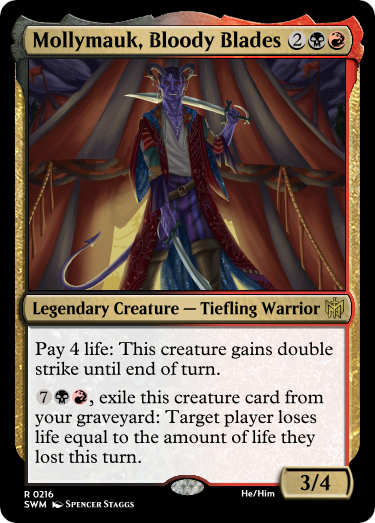 Mollymauk, Bloody Blades 2
Legendary Creature — Tiefling Warrior
Pay 4 life: This creature gains double
strike until end of turn.
7, exile this creature card from
your graveyard: Target player loses
life equal to the amount of life they
lost this turn.
3/4
R 0216 He/Him
SWM Spencer Staggs